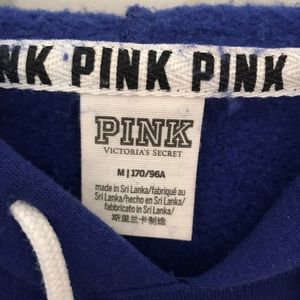 NK PINK PINK
PINK
VICTORIA'S SECRET
M | 170/96A
made in Sri Lanka/fabriqué au
Sri Lanka/hecho en Sri Lanka/
fabbricato in Sri Lanka/
斯里兰卡制造